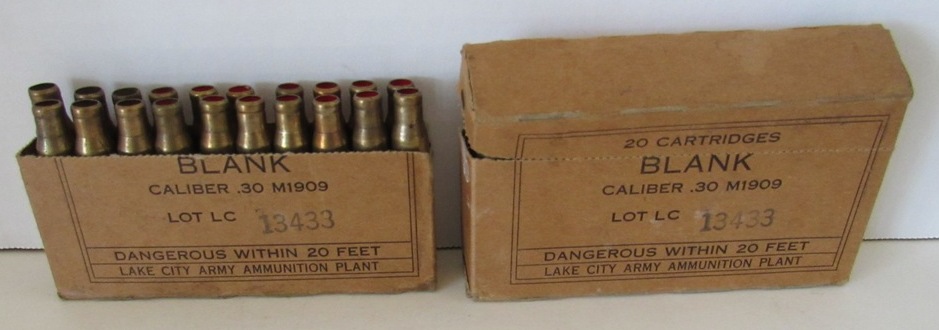 BLANK
CALIBER .30 M1909
LOT LC 13433
DANGEROUS WITHIN 20 FEET
LAKE CITY ARMY AMMUNITION PLANT
20 CARTRIDGES
BLANK
CALIBER .30 M1909
LOT LC 13433
DANGEROUS WITHIN 20 FEET
LAKE CITY ARMY AMMUNITION PLANT